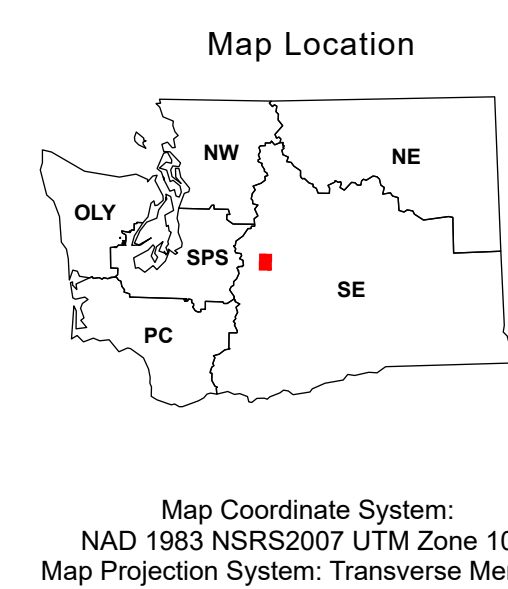 Map Location
NW
NE
OLY
SPS
SE
PC
Map Coordinate System:
NAD 1983 NSRS2007 UTM Zone 10
Map Projection System: Transverse